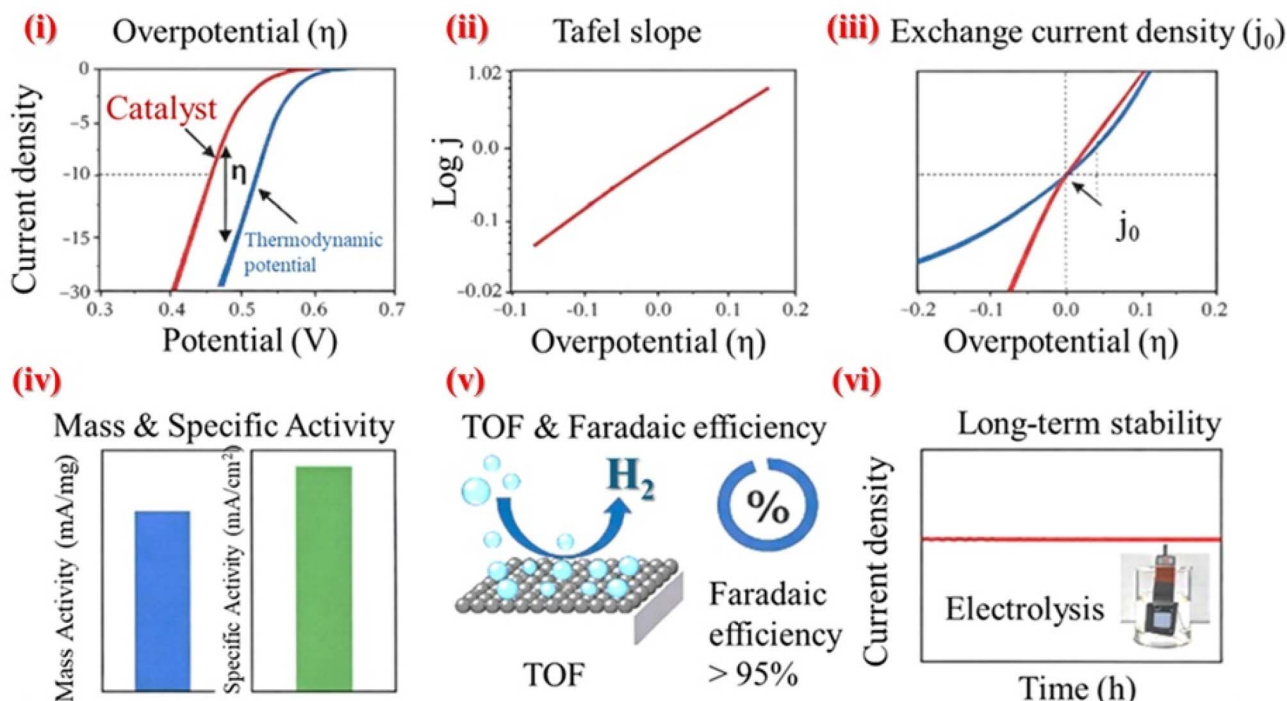 (i) Overpotential (η)
Current density
0
-5
-10
-15
-30
Catalyst
η
Thermodynamic
potential
0.3 0.4 0.5 0.6 0.7
Potential (V)
(ii) Tafel slope
Log j
1.02
0.0
-0.1
-0.02
-0.1 -0.1 0.0 0.1 0.2
Overpotential (η)
(iii) Exchange current density (j₀)
j₀
-0.2 -0.1 0.0 0.1 0.2
Overpotential (η)
(iv)
Mass & Specific Activity
Mass Activity (mA/mg)
Specific Activity (mA/cm²)
(v)
TOF & Faradaic efficiency
H₂
%
TOF
Faradaic
efficiency
> 95%
(vi)
Long-term stability
Current density
Electrolysis
Time (h)